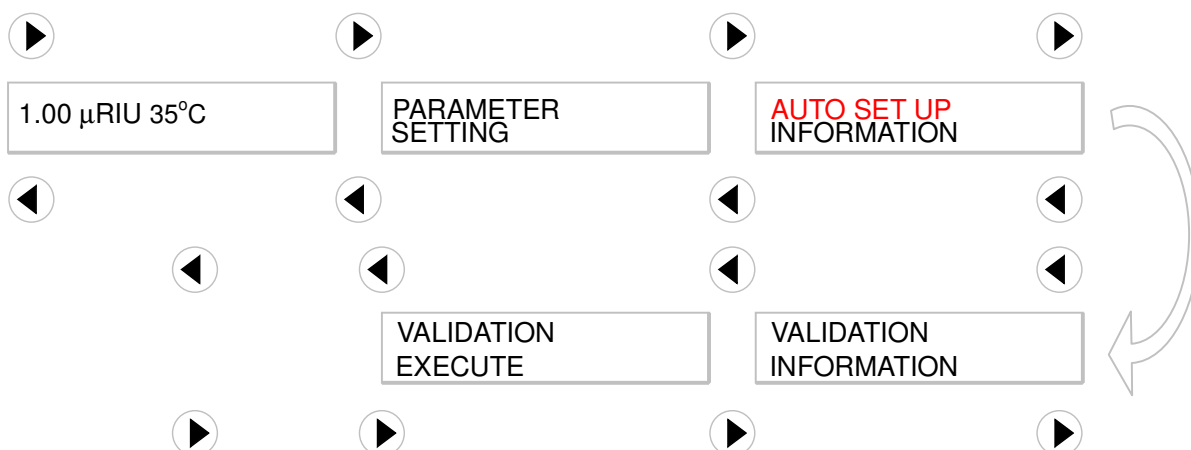 1.00 μRIU 35°C
PARAMETER
SETTING
AUTO SET UP
INFORMATION
VALIDATION
EXECUTE
VALIDATION
INFORMATION